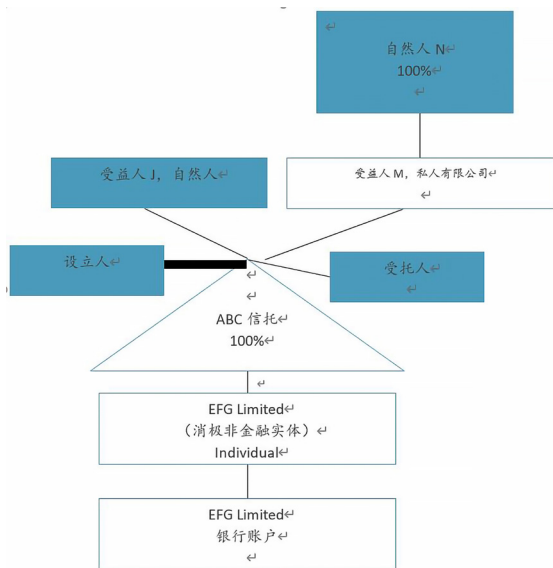 自然人 N
100%
受益人 J，自然人
受益人 M，私人有限公司
设立人
受托人
ABC 信托
100%
EFG Limited
（消极非金融实体）
Individual
EFG Limited
银行账户